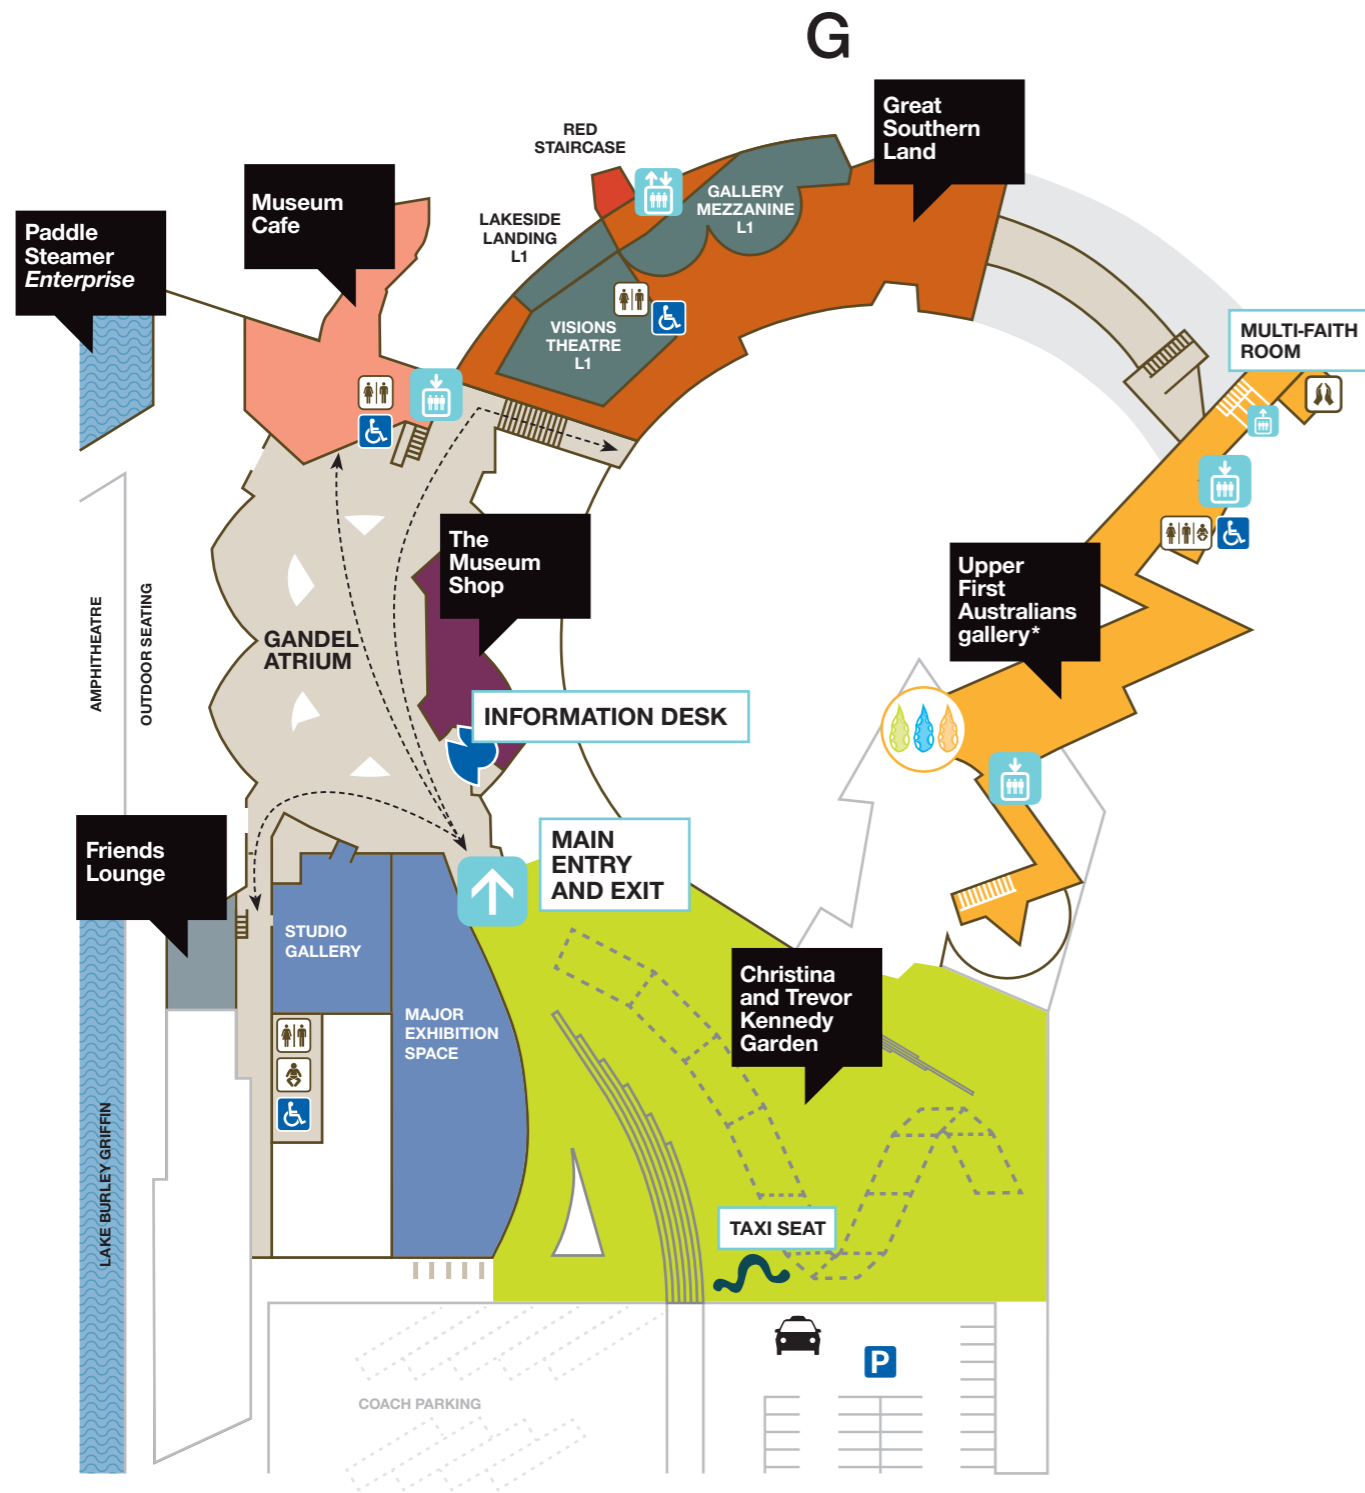 G
Great
Southern
Land
RED
STAIRCASE
Museum
Cafe
GALLERY
MEZZANINE
L1
LAKESIDE
LANDING
L1
Paddle
Steamer
Enterprise
VISIONS
THEATRE
L1
MULTI-FAITH
ROOM
The
Museum
Shop
Upper
First
Australians
gallery*
AMPHITHEATRE
OUTDOOR SEATING
GANDEL
ATRIUM
INFORMATION DESK
MAIN
ENTRY
AND EXIT
Friends
Lounge
STUDIO
GALLERY
Christina
and Trevor
Kennedy
Garden
MAJOR
EXHIBITION
SPACE
LAKE BURLEY GRIFFIN
TAXI SEAT
P
COACH PARKING